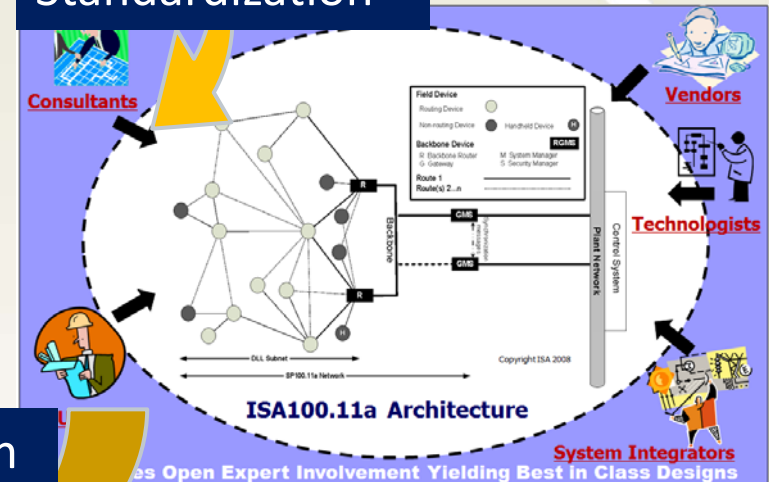 Standardization
Consultants
Vendors
Field Device
Routing Device
Non-routing Device
Handheld Device
H
Backbone Device
RGMS
R Backbone Router
M System Manager
G Gateway
S Security Manager
Route 1
Route(s) 2...n
Technologists
R
Backbone
GMS
GMS
Plant Network
Control System
R
H
DLL Subnet
Copyright ISA 2008
SP100.11a Network
ISA100.11a Architecture
System Integrators
es Open Expert Involvement Yielding Best in Class Designs